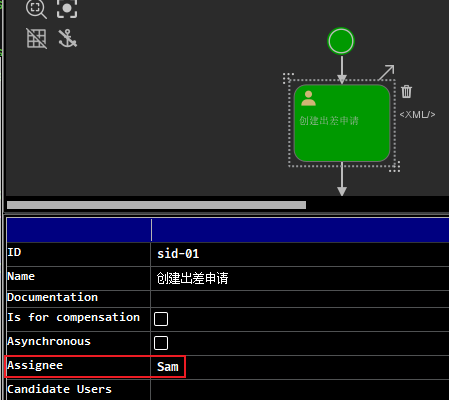 创建出差申请
<XML/>
ID sid-01
Name 创建出差申请
Documentation
Is for compensation
Asynchronous
Assignee Sam
Candidate Users